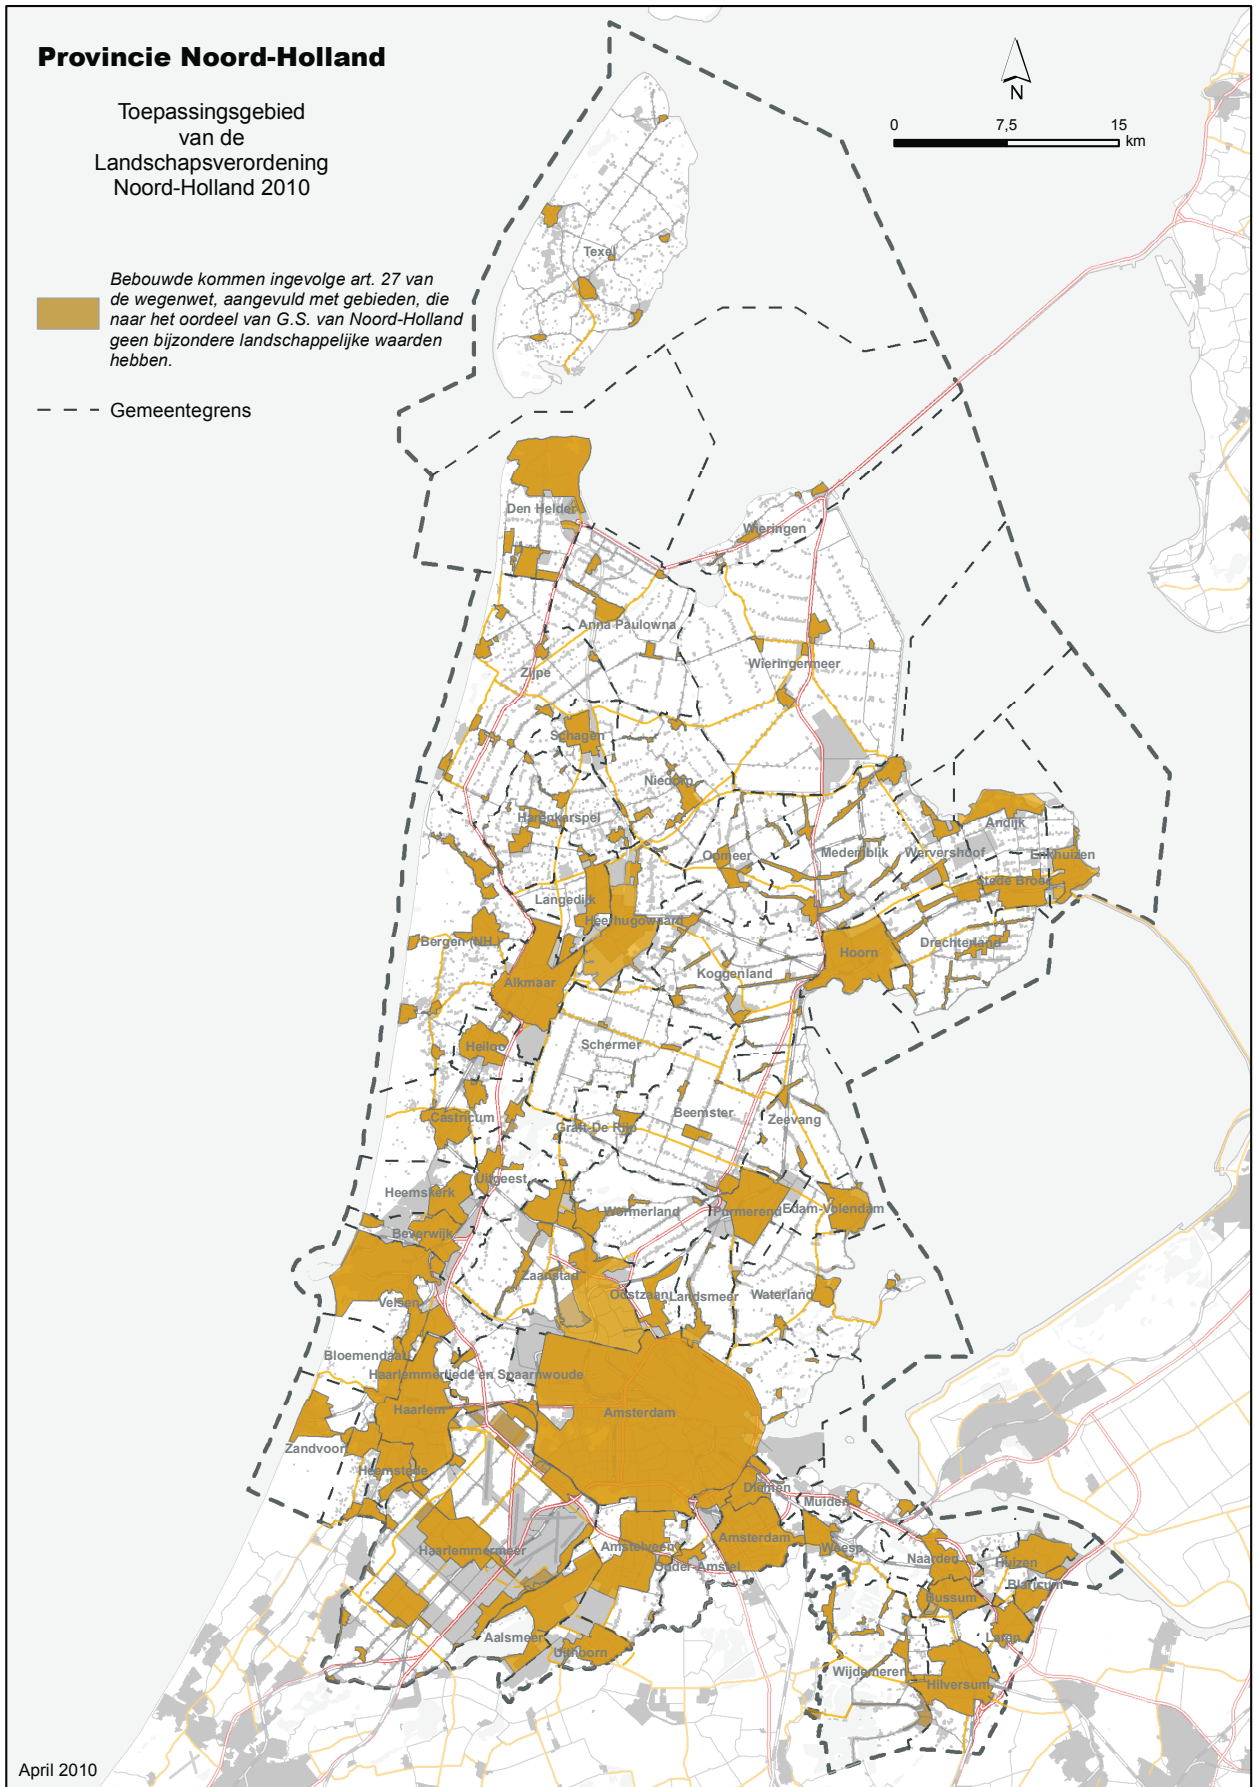 Provincie Noord-Holland
Toepassingsgebied
van de
Landschapsverordening
Noord-Holland 2010
N
0 7,5 15
km
Bebouwde kommen ingevolge art. 27 van
de wegenwet, aangevuld met gebieden, die
naar het oordeel van G.S. van Noord-Holland
geen bijzondere landschappelijke waarden
hebben.
Gemeentegrens
Texel
Den Helder
Wieringen
Anna Paulowna
Wieringermeer
Zijpe
Schagen
Niedorp
Harenkarspel
Andijk
Opmeer
Medemblik
Wervershoof
Enkhuizen
Stede Broec
Langedijk
Heerhugowaard
Bergen (NH.)
Hoorn
Drechterland
Koggenland
Alkmaar
Schermer
Heiloo
Beemster
Zeevang
Castricum
Graft-De Rijp
Uitgeest
Heemskerk
Wormerland
Purmerend
Edam-Volendam
Beverwijk
Zaanstad
Oostzaan
Landsmeer
Waterland
Velsen
Bloemendaal
Haarlemmerliede en Spaarnwoude
Haarlem
Amsterdam
Zandvoort
Heemstede
Diemen
Muiden
Amsterdam
Weesp
Haarlemmermeer
Amstelveen
Ouder-Amstel
Naarden
Huizen
Blaricum
Bussum
Aalsmeer
Uithoorn
Laren
Wijdemeren
Hilversum
April 2010